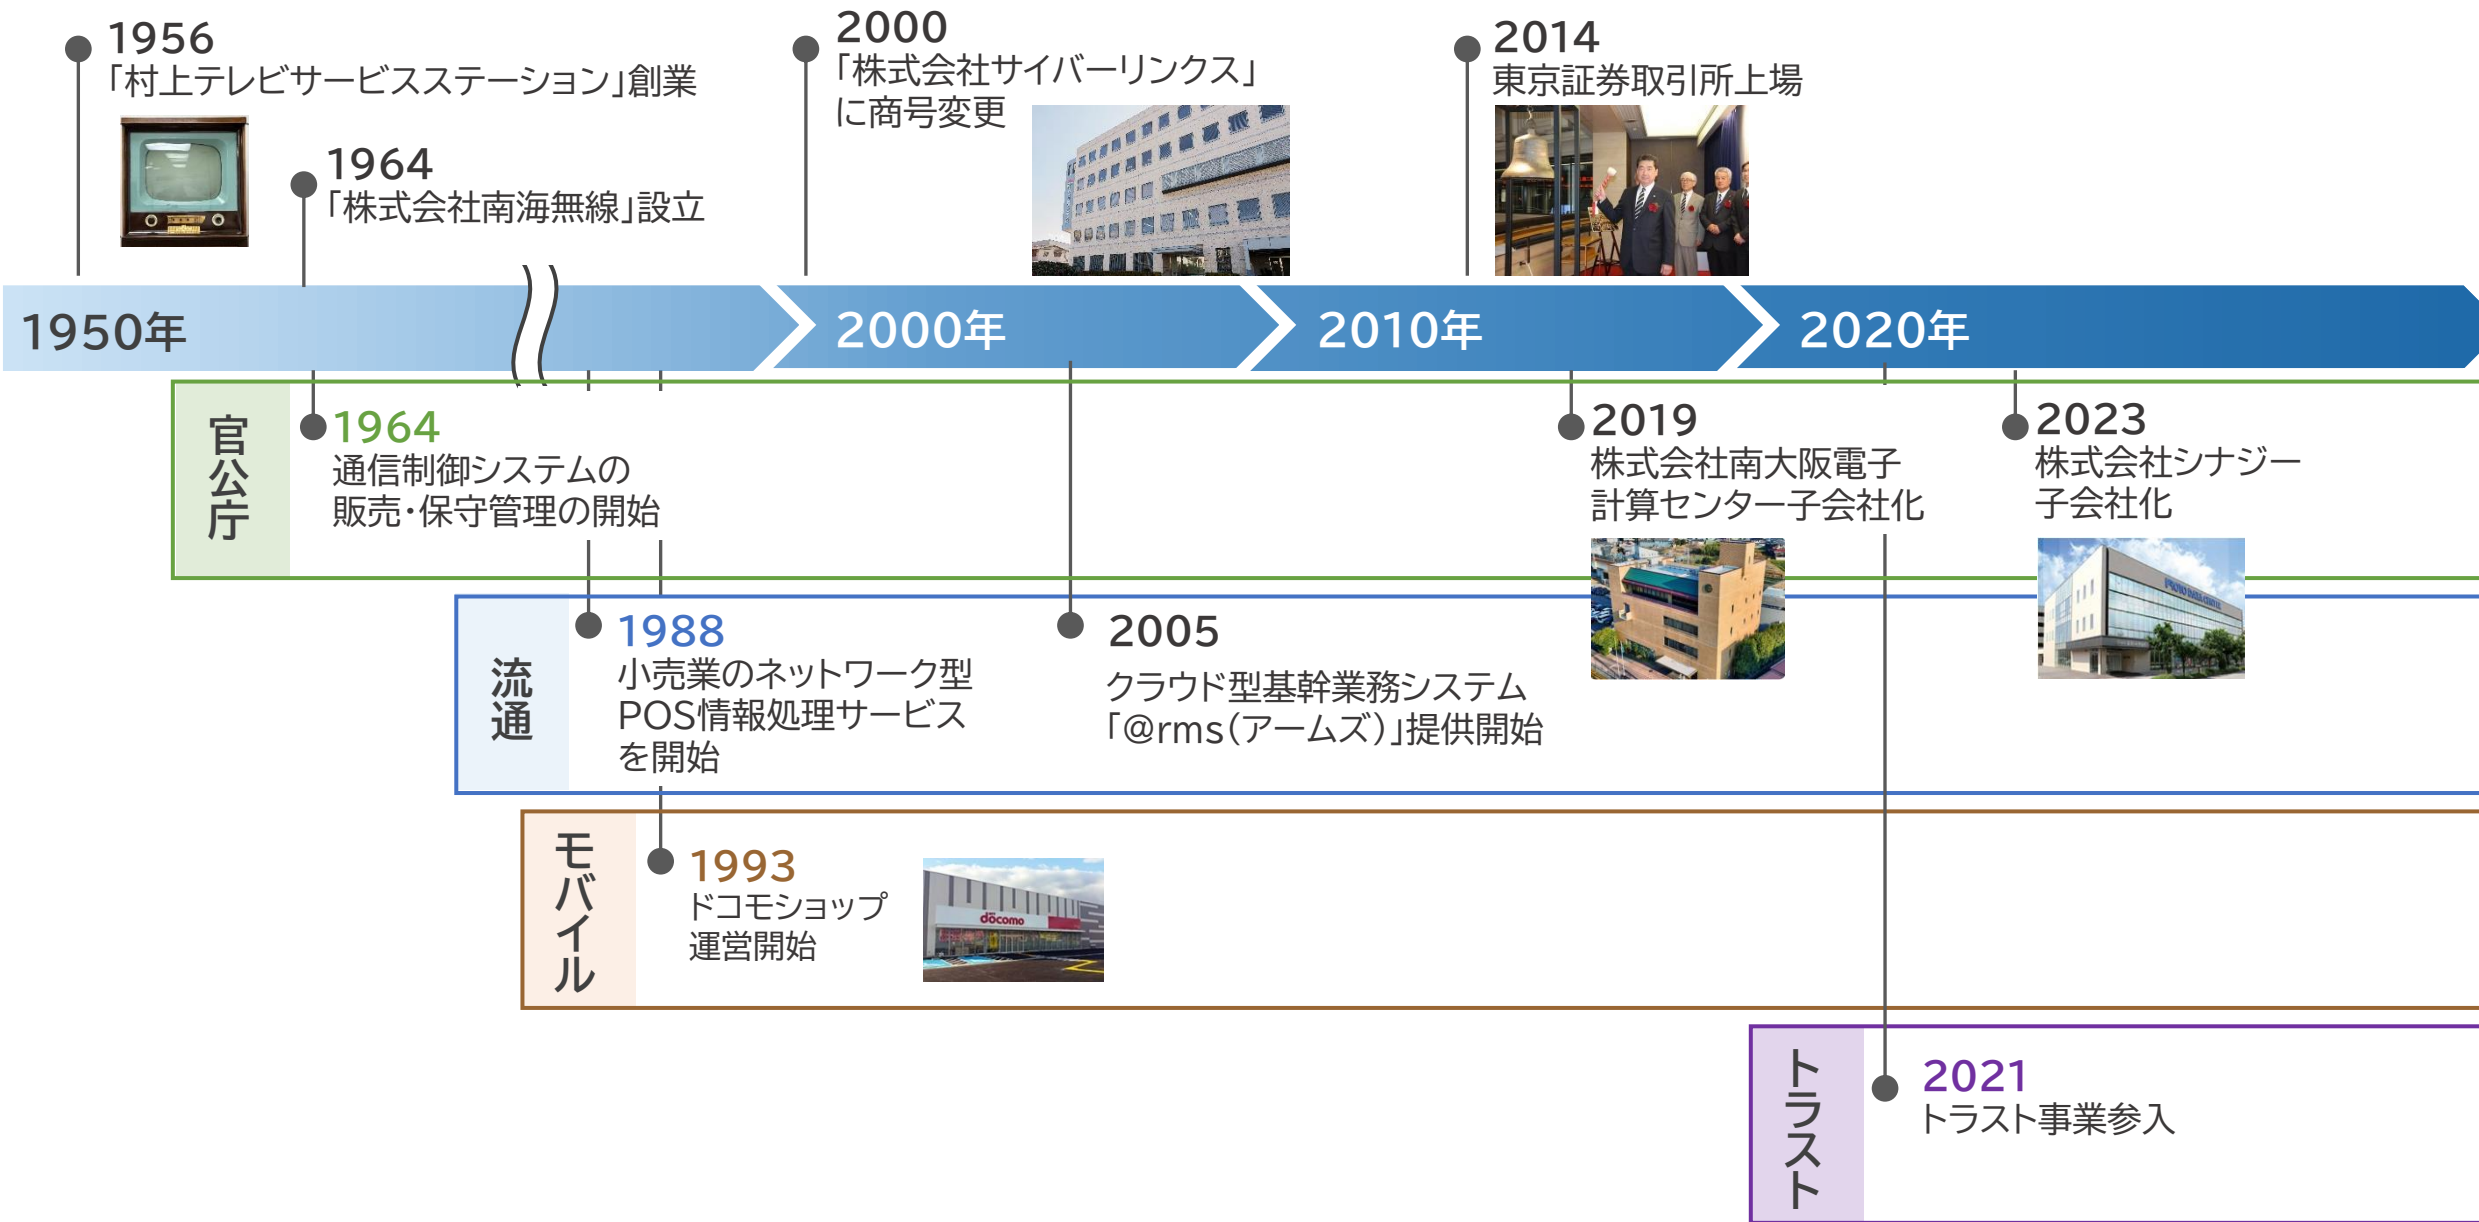 1956
「村上テレビサービスステーション」創業
1964
「株式会社南海無線」設立
2000
「株式会社サイバーリンクス」
に商号変更
2014
東京証券取引所上場
1950年
2000年
2010年
2020年
官公庁
1964
通信制御システムの
販売・保守管理の開始
2019
株式会社南大阪電子
計算センター子会社化
2023
株式会社シナジー
子会社化
流通
1988
小売業のネットワーク型
POS情報処理サービス
を開始
2005
クラウド型基幹業務システム
「@rms（アームズ）」提供開始
モバイル
1993
ドコモショップ
運営開始
döcomo
トラスト
2021
トラスト事業参入